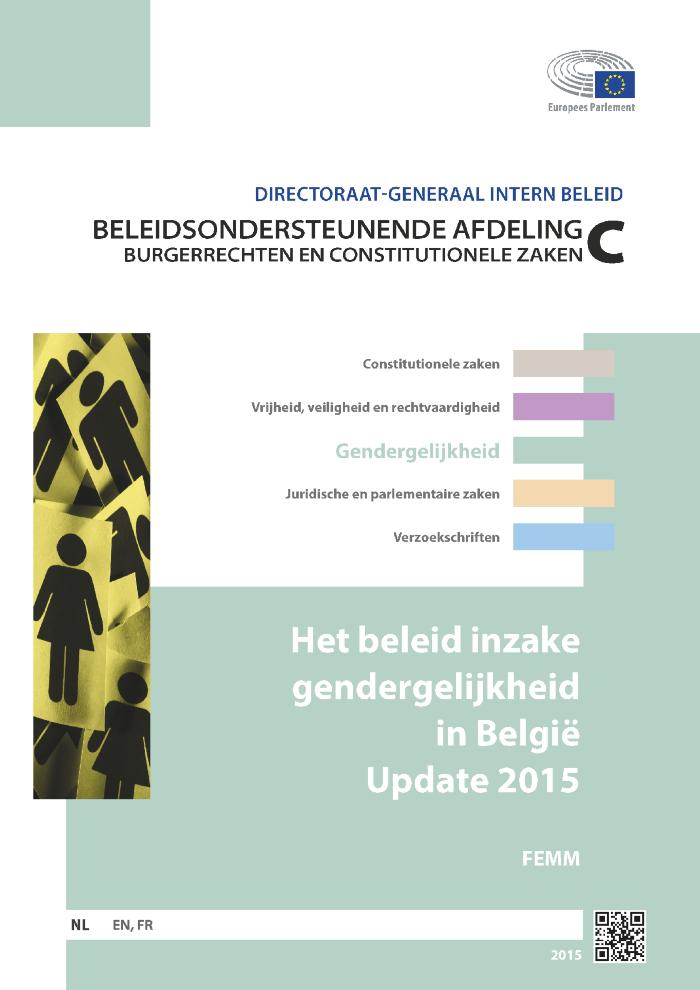 Europees Parlement
DIRECTORAAT-GENERAAL INTERN BELEID
BELEIDSONDERSTEUNENDE AFDELING C
BURGERRECHTEN EN CONSTITUTIONELE ZAKEN
Constitutionele zaken
Vrijheid, veiligheid en rechtvaardigheid
Gendergelijkheid
Juridische en parlementaire zaken
Verzoekschriften
Het beleid inzake
gendergelijkheid
in België
Update 2015
FEMM
NL EN, FR
2015